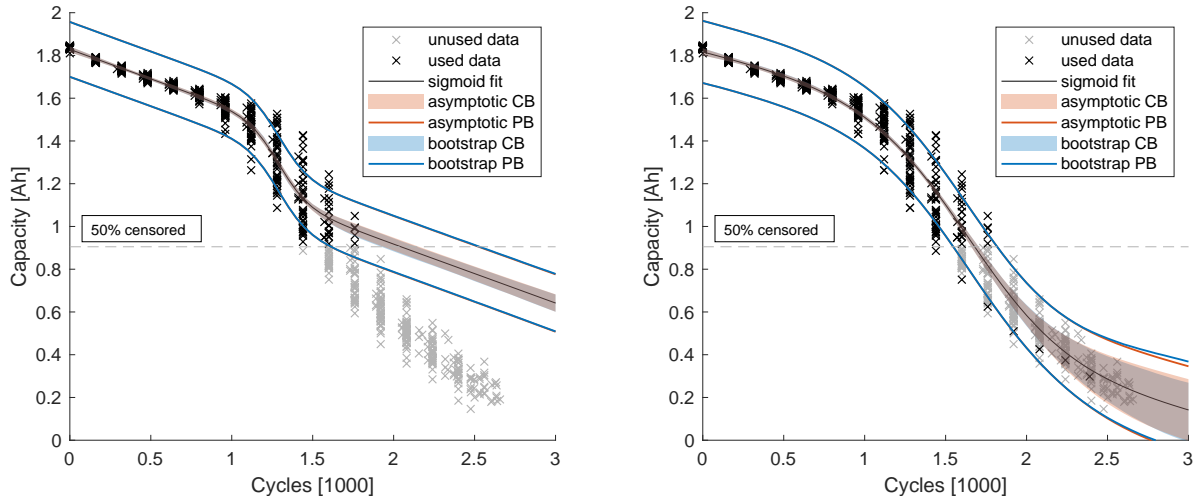 2
1.8
1.6
1.4
1.2
1
0.8
0.6
0.4
0.2
0
Capacity [Ah]
0
0.5
1
1.5
2
2.5
3
Cycles [1000]
50% censored
unused data
used data
sigmoid fit
asymptotic CB
asymptotic PB
bootstrap CB
bootstrap PB
2
1.8
1.6
1.4
1.2
1
0.8
0.6
0.4
0.2
0
Capacity [Ah]
0
0.5
1
1.5
2
2.5
3
Cycles [1000]
50% censored
unused data
used data
sigmoid fit
asymptotic CB
asymptotic PB
bootstrap CB
bootstrap PB